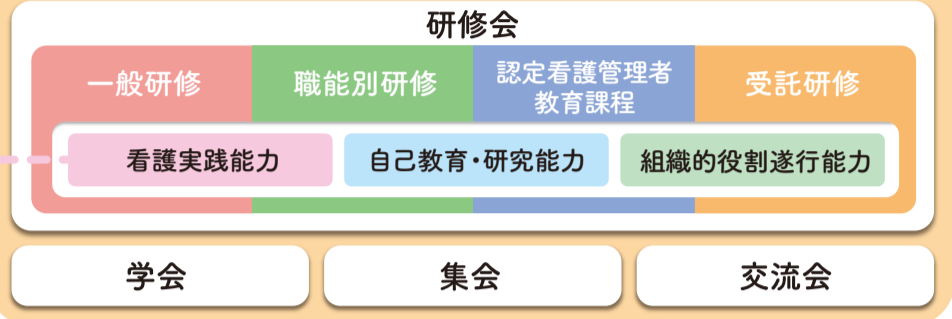 研修会
一般研修
職能別研修
認定看護管理者
教育課程
受託研修
看護実践能力
自己教育・研究能力
組織的役割遂行能力
学会
集会
交流会